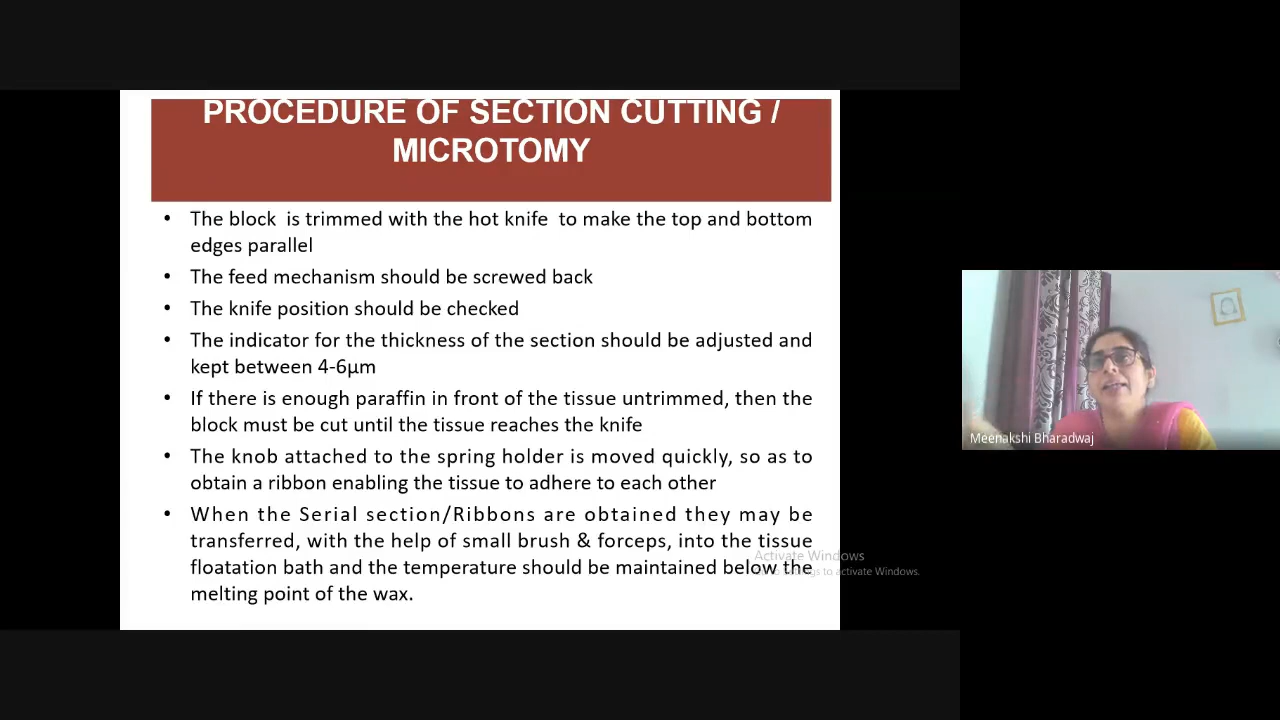 PROCEDURE OF SECTION CUTTING /
MICROTOMY
• The block is trimmed with the hot knife to make the top and bottom
edges parallel
• The feed mechanism should be screwed back
• The knife position should be checked
• The indicator for the thickness of the section should be adjusted and
kept between 4-6µm
• If there is enough paraffin in front of the tissue untrimmed, then the
block must be cut until the tissue reaches the knife
• The knob attached to the spring holder is moved quickly, so as to
obtain a ribbon enabling the tissue to adhere to each other
• When the Serial section/Ribbons are obtained they may be
transferred, with the help of small brush & forceps, into the tissue
floatation bath and the temperature should be maintained below the
melting point of the wax.
Activate Windows
to activate Windows.
Meenakshi Bharadwaj